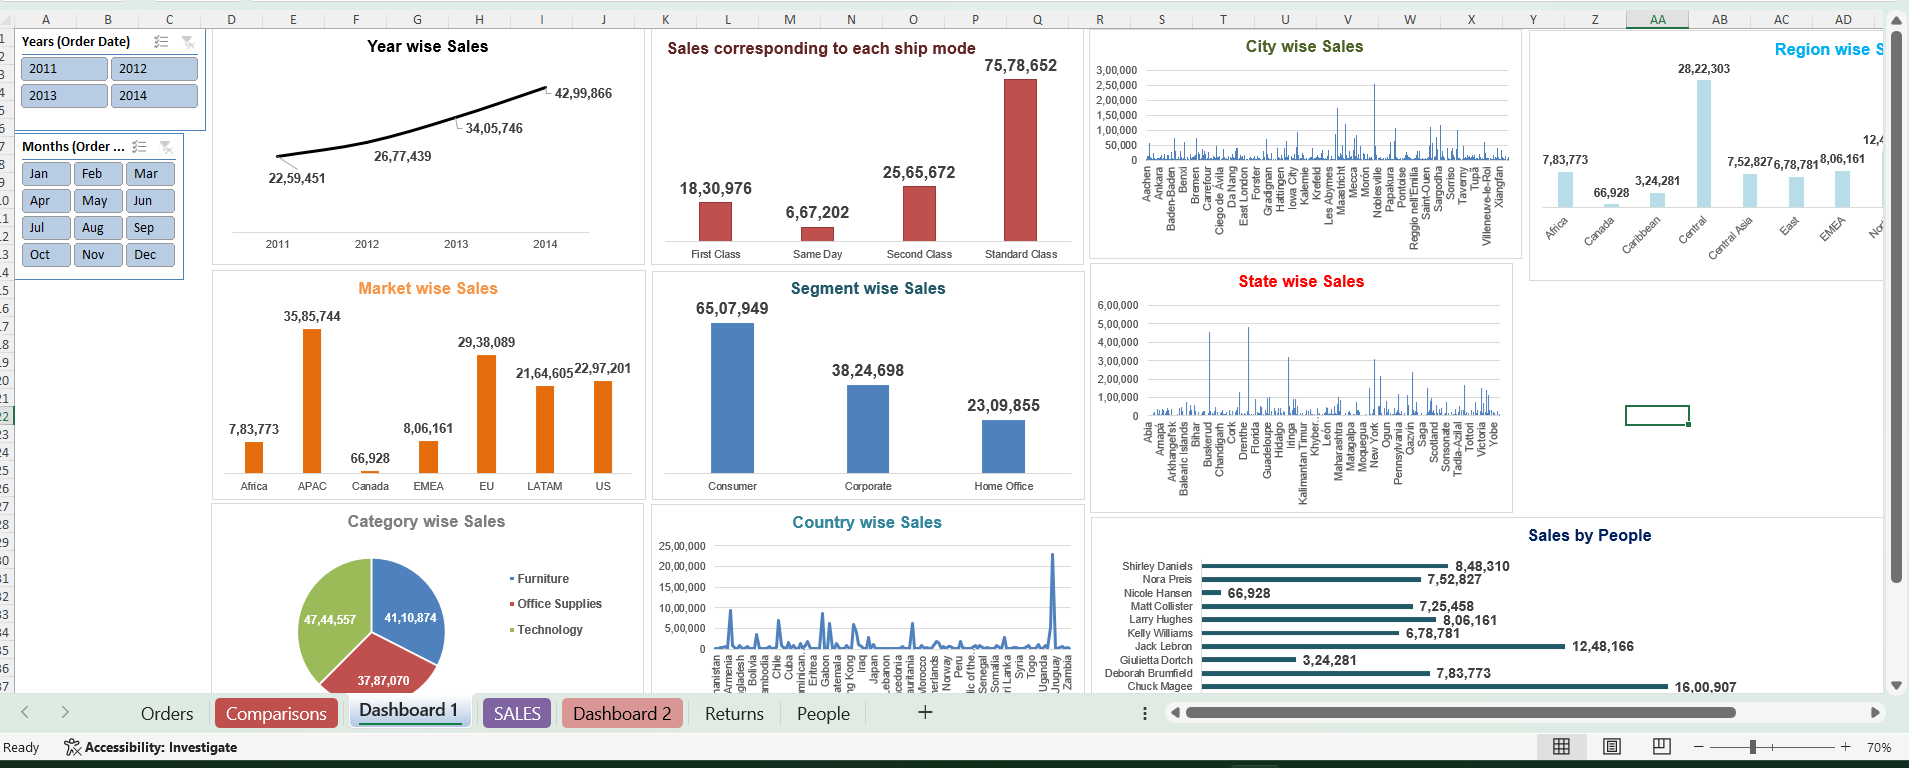 A B C D E F G H I J K L M N O P Q R S T U V W X Y Z AA AB AC AD
Years (Order Date)
2011 2012
2013 2014
Months (Order ...
Jan Feb Mar
Apr May Jun
Jul Aug Sep
Oct Nov Dec
Year wise Sales
42,99,866
34,05,746
26,77,439
22,59,451
2011 2012 2013 2014
Sales corresponding to each ship mode
75,78,652
25,65,672
18,30,976
6,67,202
First Class Same Day Second Class Standard Class
City wise Sales
3,00,000
2,50,000
2,00,000
1,50,000
1,00,000
50,000
0
Aachen Ankara Baden-Baden Benxi Bremen Carrefour Ciego de Ávila Da Nang East London Forster Gradignan Hattingen Iowa City Kalemie Krefeld Les Abymes Maastricht Mecca Morón Noblesville Papakura Pontoise Reggio nell'Emilia Saint-Ouen Sargodha Sorriso Taverny Tupã Villeneuve-le-Roi Xiangfan
Region wise S
28,22,303
12,4
7,83,773
66,928
3,24,281
7,52,827
6,78,781
8,06,161
Africa Canada Caribbean Central Central Asia East EMEA Nor
Market wise Sales
35,85,744
29,38,089
21,64,605
22,97,201
7,83,773
66,928
8,06,161
Africa APAC Canada EMEA EU LATAM US
Segment wise Sales
65,07,949
38,24,698
23,09,855
Consumer Corporate Home Office
State wise Sales
6,00,000
5,00,000
4,00,000
3,00,000
2,00,000
1,00,000
0
Abia Amapá Arkhangel'sk Balearic Islands Bihar Buskerud Chandigarh Cork Drenthe Florida Guadeloupe Hidalgo Iringa Kalimantan Timur Khyber. León Maharashtra Matagalpa Moquegua New York Ogun Pennsylvania Qazvin Saga Scotland Sonsonate Tadla-Azilal Tottori Victoria Yobe
Category wise Sales
47,44,557
41,10,874
37,87,070
Furniture
Office Supplies
Technology
Country wise Sales
25,00,000
20,00,000
15,00,000
10,00,000
5,00,000
0
hanistan Armenia gladesh Bolivia ambodia Chile Cuba minican. Eritrea Gabon atemala ng Kong Iraq Japan ebanon cedonia auritania Morocco herlands Norway Peru lic of the. Senegal Somalia ri Lanka Syria Togo Uganda Uruguay Zambia
Sales by People
Shirley Daniels 8,48,310
Nora Preis 7,52,827
Nicole Hansen 66,928
Matt Collister 7,25,458
Larry Hughes 8,06,161
Kelly Williams 6,78,781
Jack Lebron 12,48,166
Giulietta Dortch 3,24,281
Deborah Brumfield 7,83,773
Chuck Magee 16,00,907
Orders Comparisons Dashboard 1 SALES Dashboard 2 Returns People +
Ready Accessibility: Investigate 70%